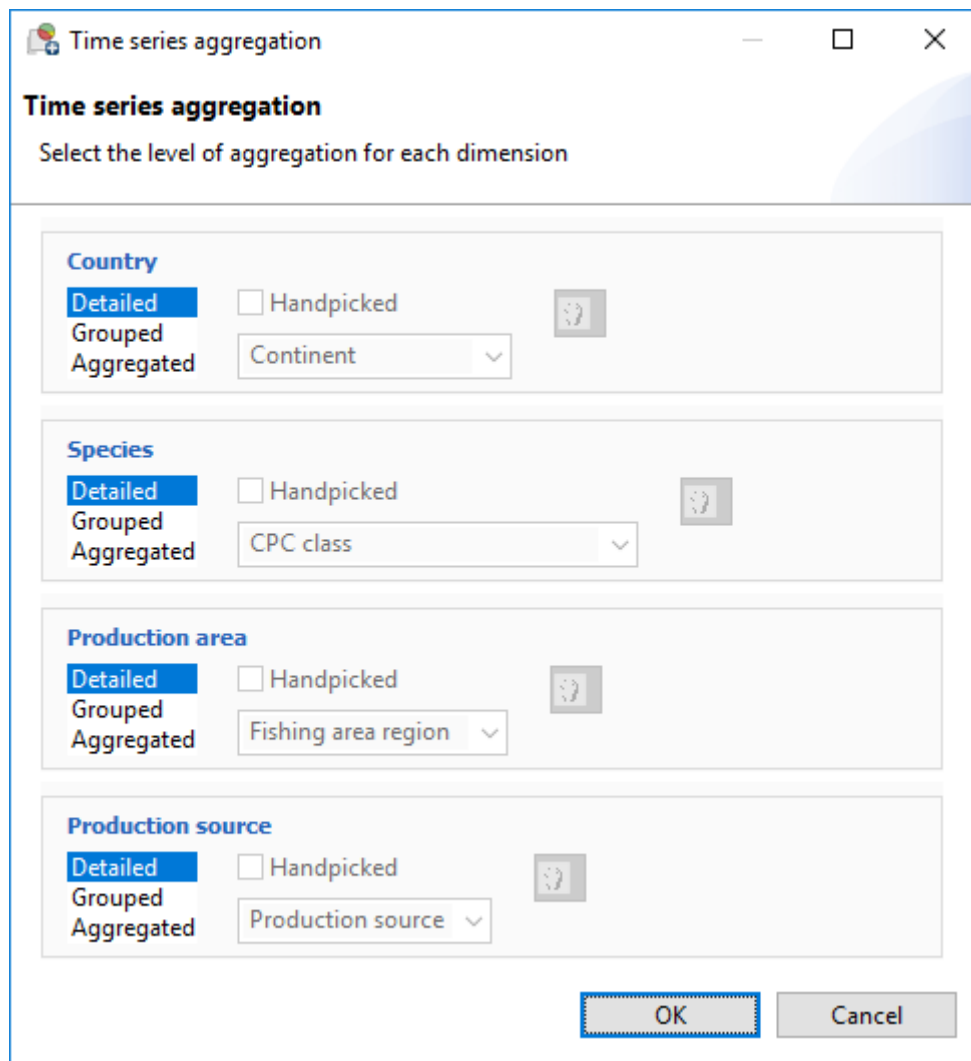 Time series aggregation
Time series aggregation
Select the level of aggregation for each dimension
Country
Detailed
Handpicked
Grouped
Continent
Aggregated
Species
Detailed
Handpicked
Grouped
CPC class
Aggregated
Production area
Detailed
Handpicked
Grouped
Fishing area region
Aggregated
Production source
Detailed
Handpicked
Grouped
Production source
Aggregated
OK
Cancel